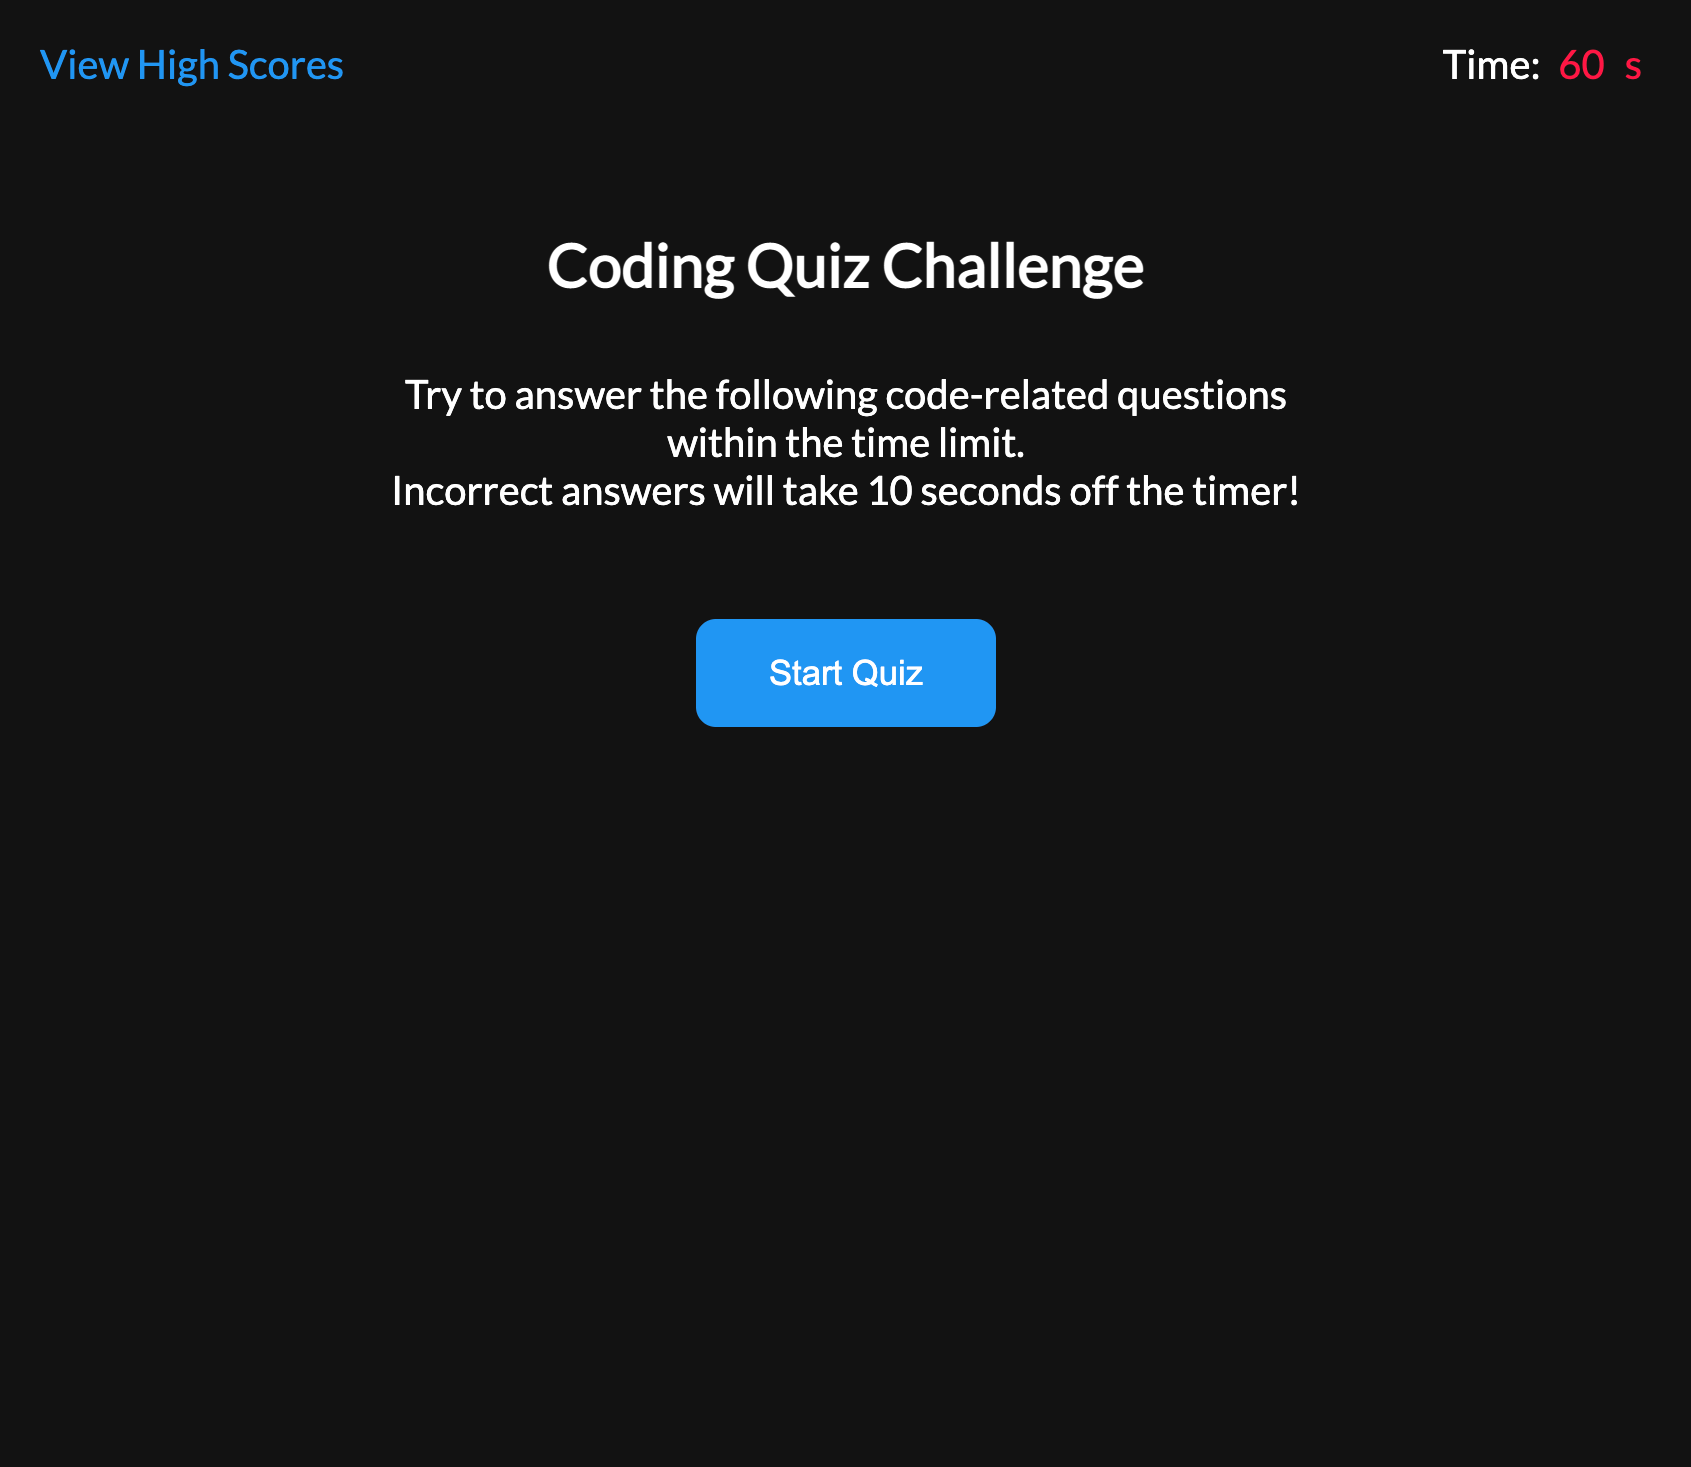 View High Scores
Time: 60 s
Coding Quiz Challenge
Try to answer the following code-related questions
within the time limit.
Incorrect answers will take 10 seconds off the timer!
Start Quiz